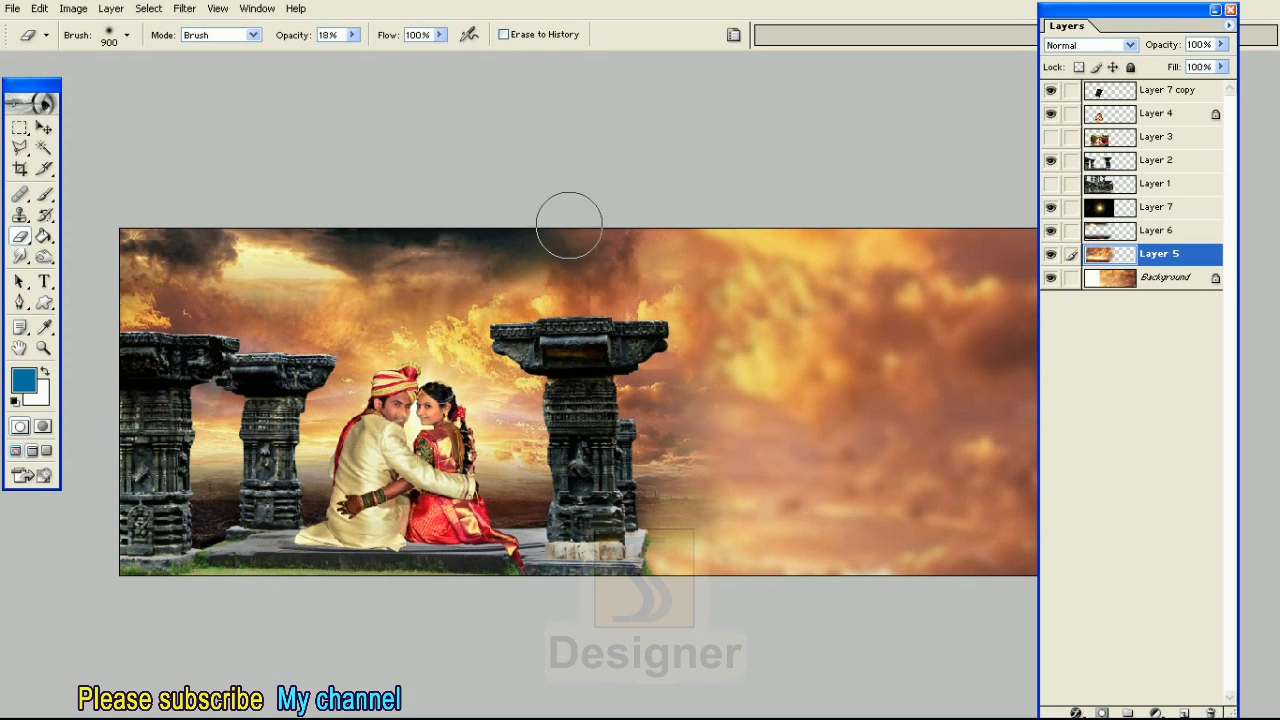 File Edit Image Layer Select Filter View Window Help
Brush: 900 Mode: Brush Opacity: 18% Flow: 100% Erase to History
Layers
Normal Opacity: 100%
Lock: Fill: 100%
Layer 7 copy
Layer 4
Layer 3
Layer 2
Layer 1
Layer 7
Layer 6
Layer 5
Background
T
Designer
Please subscribe My channel